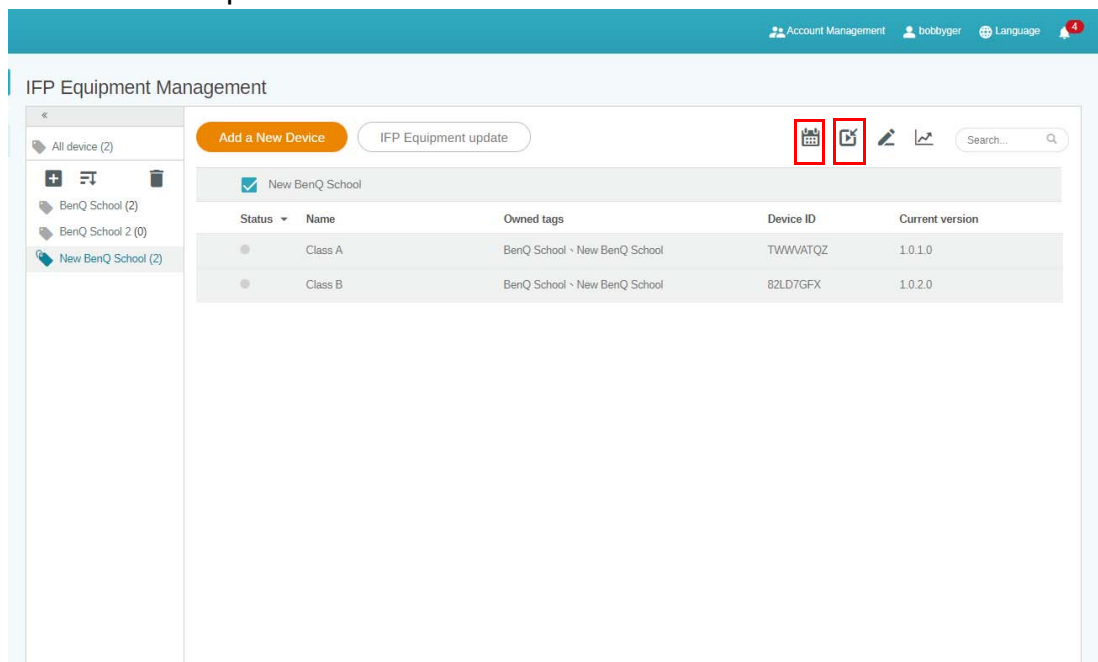 Account Management bobbyger Language 4
IFP Equipment Management
«
All device (2)
Add a New Device IFP Equipment update Search...
New BenQ School
BenQ School (2)
BenQ School 2 (0)
New BenQ School (2)
Status Name Owned tags Device ID Current version
Class A BenQ School、New BenQ School TWWVATQZ 1.0.1.0
Class B BenQ School、New BenQ School 82LD7GFX 1.0.2.0